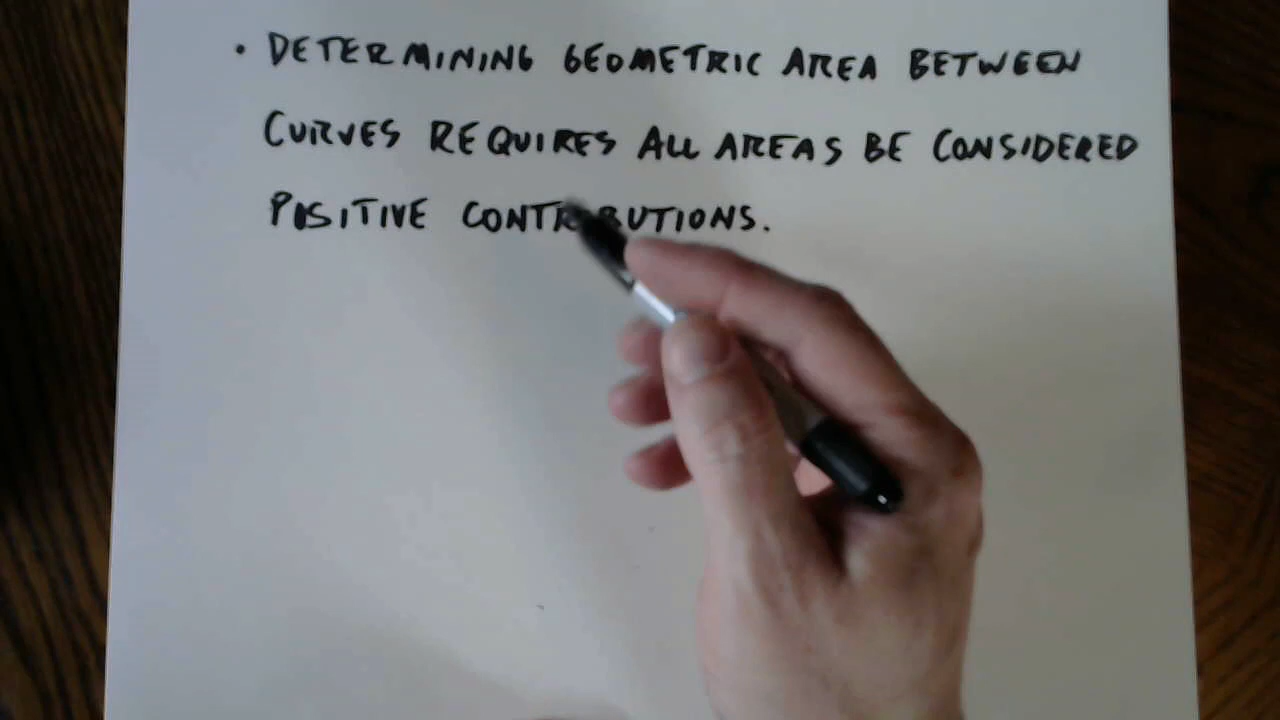 • DETERMINING GEOMETRIC AREA BETWEEN
CURVES REQUIRES ALL AREAS BE CONSIDERED
POSITIVE CONTRIBUTIONS.